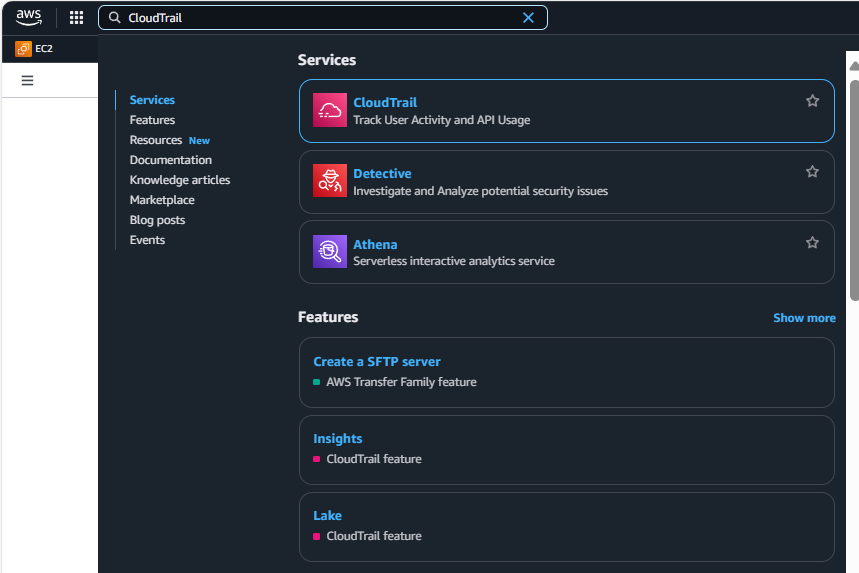 aws
CloudTrail
EC2
Services
Features
Resources New
Documentation
Knowledge articles
Marketplace
Blog posts
Events
Services
CloudTrail
Track User Activity and API Usage
Detective
Investigate and Analyze potential security issues
Athena
Serverless interactive analytics service
Features
Show more
Create a SFTP server
AWS Transfer Family feature
Insights
CloudTrail feature
Lake
CloudTrail feature